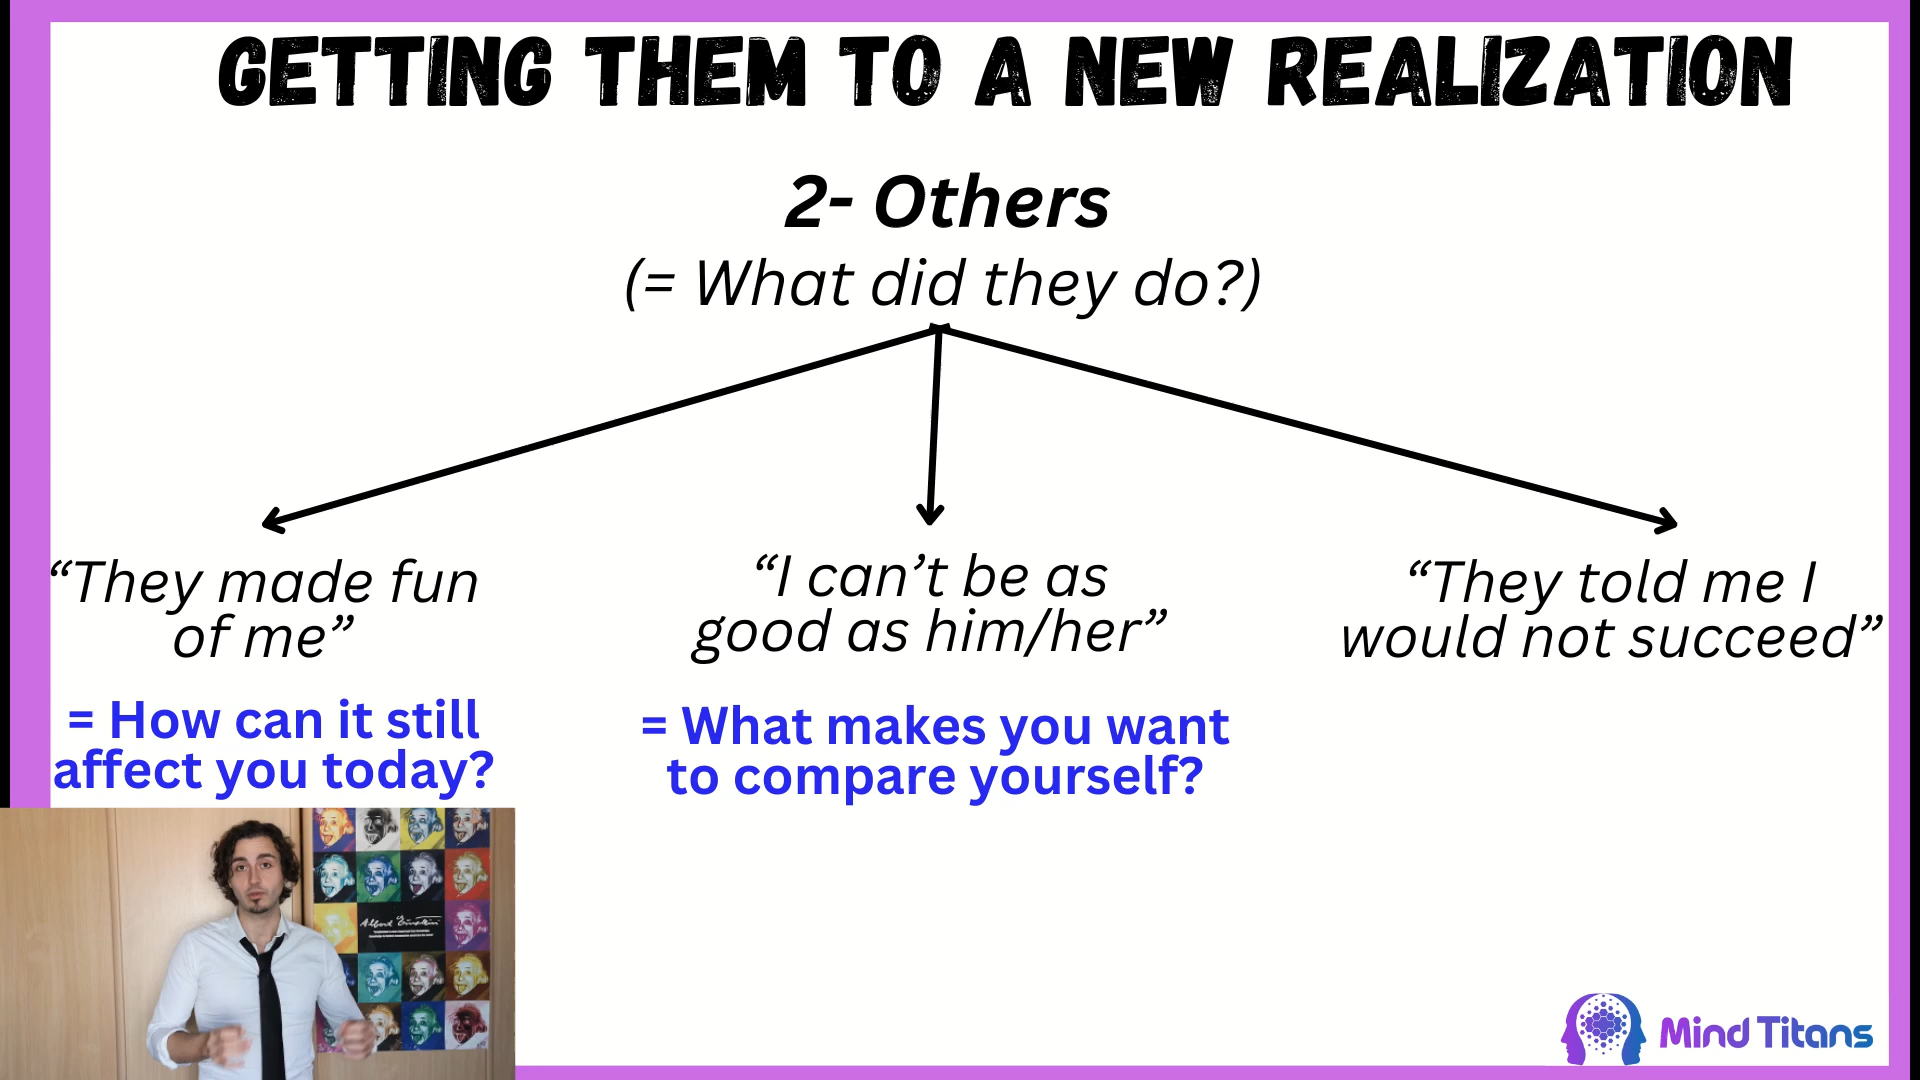 GETTING THEM TO A NEW REALIZATION
2- Others
(= What did they do?)
“They made fun
of me”
= How can it still
affect you today?
“I can’t be as
good as him/her”
= What makes you want
to compare yourself?
“They told me I
would not succeed”
Albert Einstein
Mind Titans